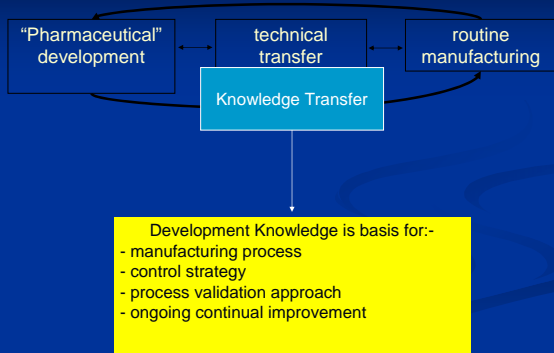 “Pharmaceutical”
development
technical
transfer
routine
manufacturing
Knowledge Transfer
Development Knowledge is basis for:-
- manufacturing process
- control strategy
- process validation approach
- ongoing continual improvement